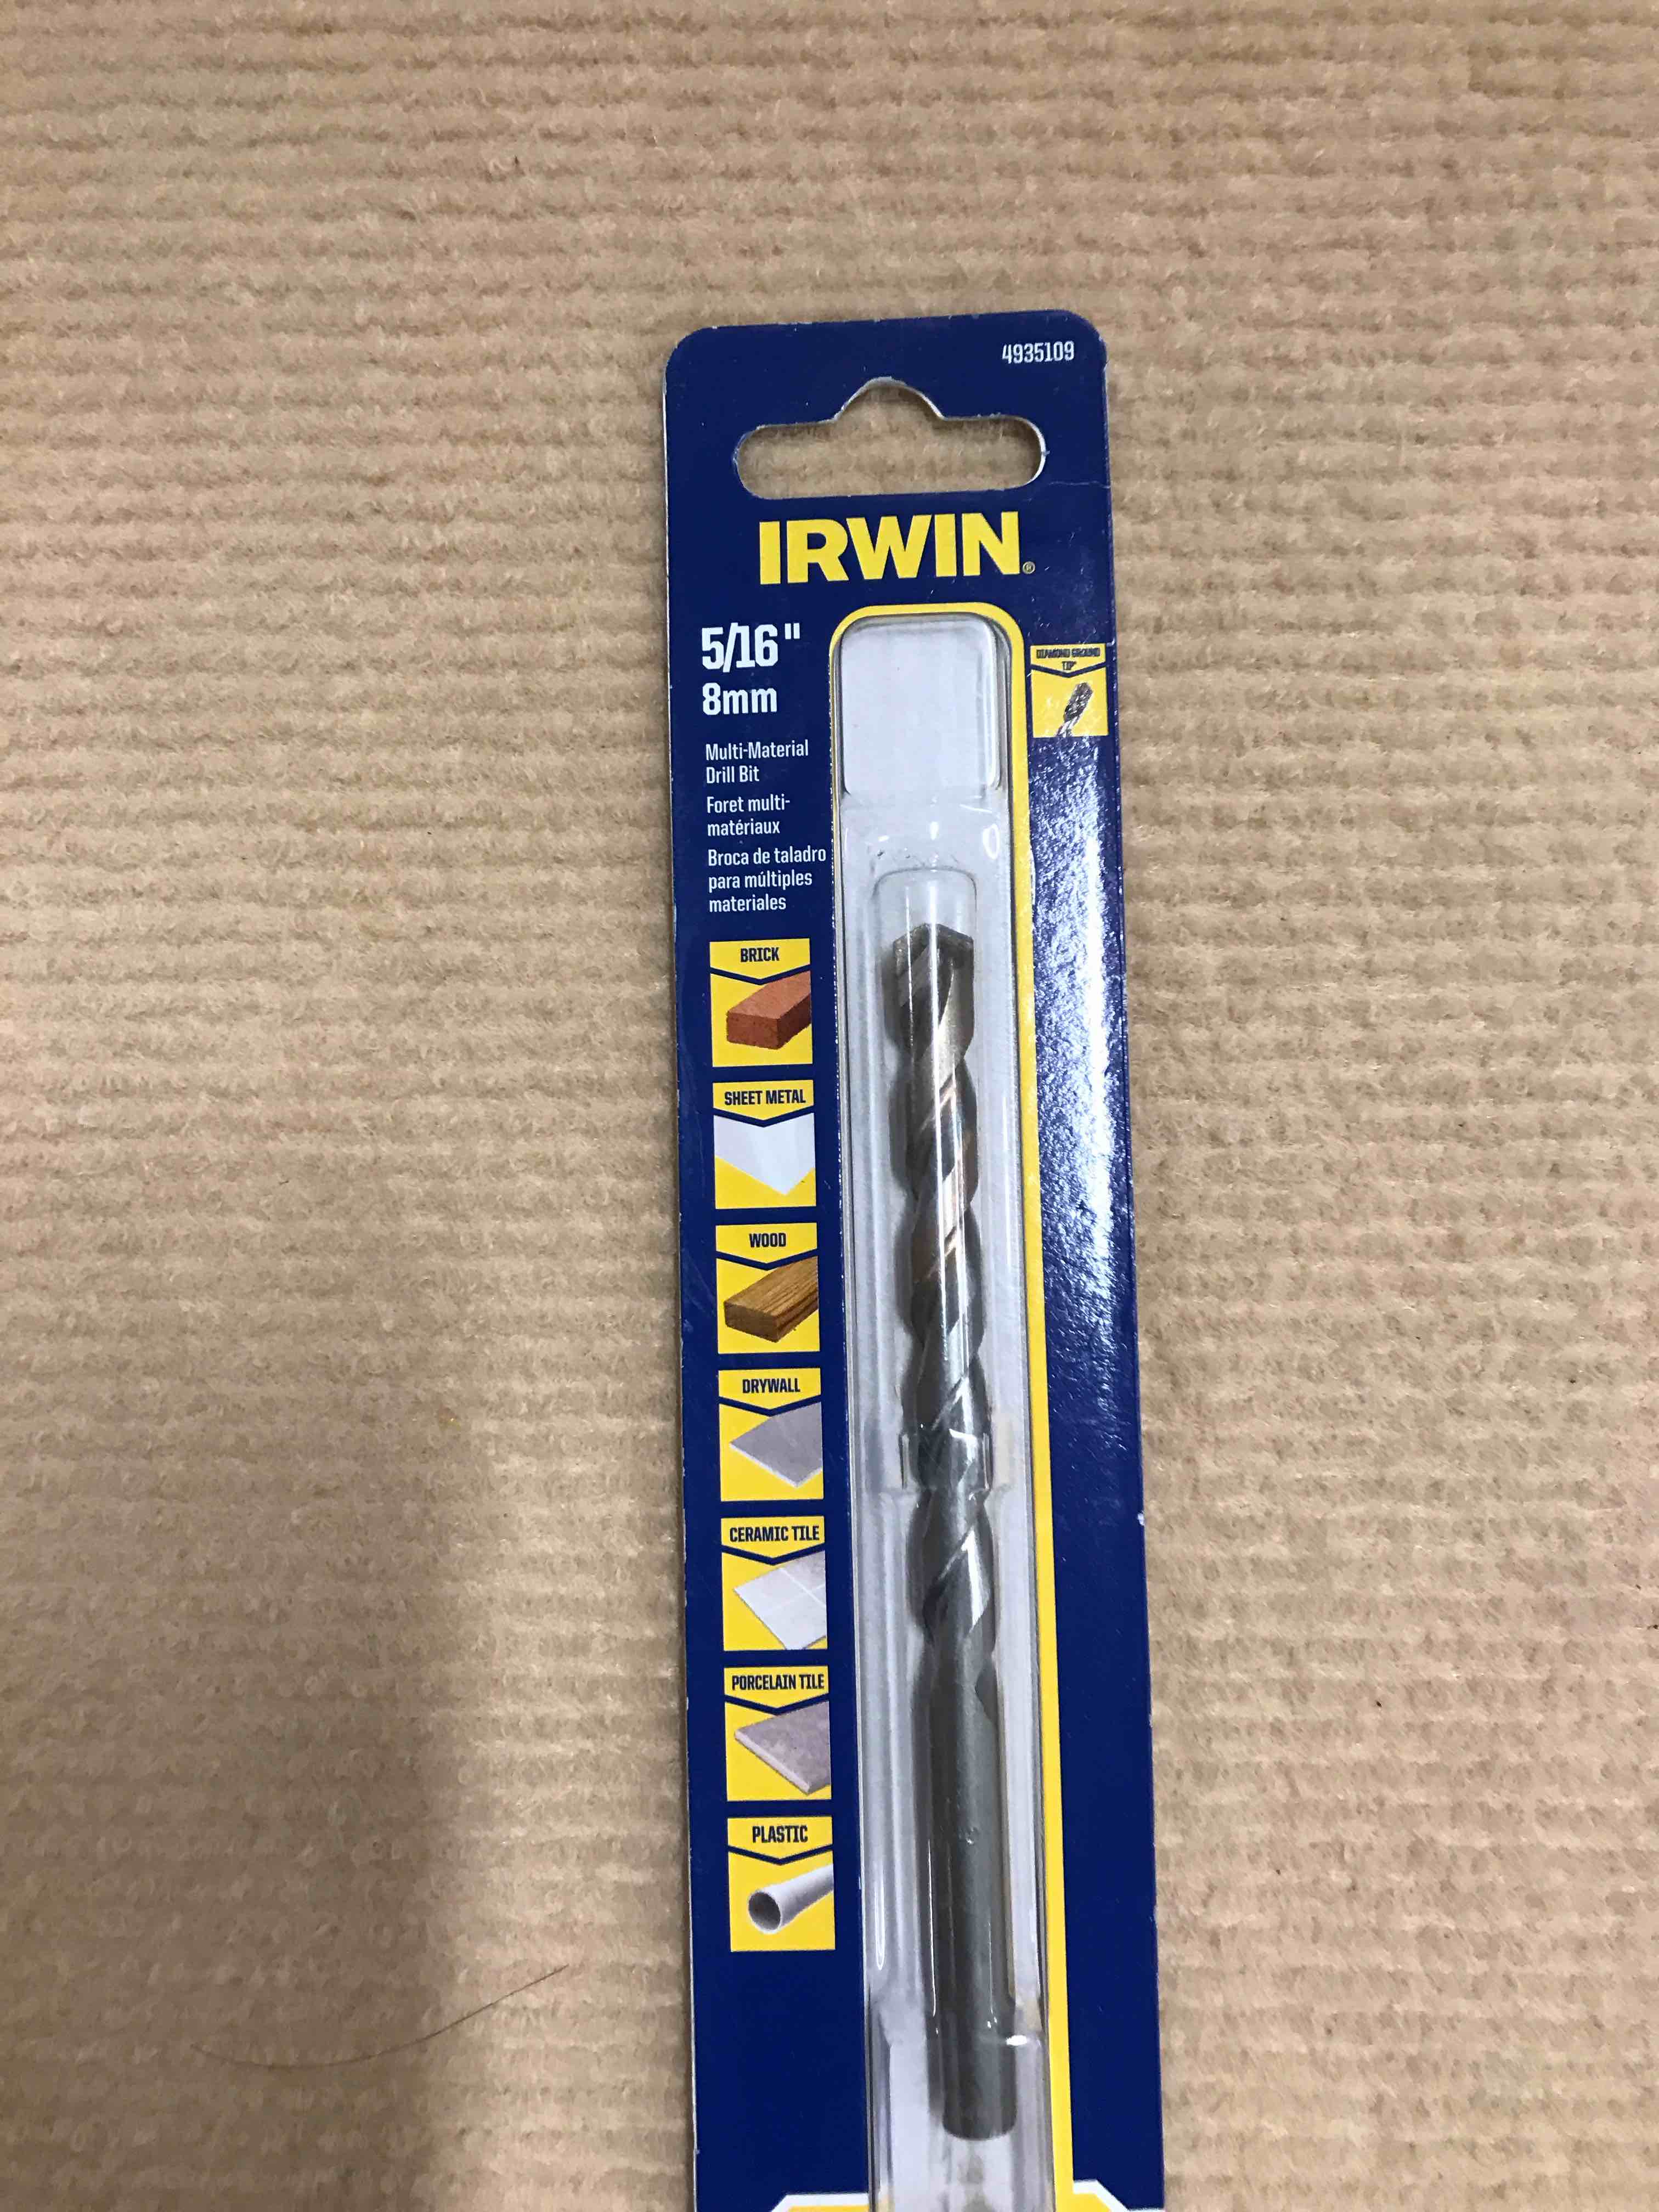 4935109
IRWIN®
5/16"
8mm
Multi-Material
Drill Bit
Foret multi-
matériaux
Broca de taladro
para múltiples
materiales
DIAMOND GROUND
TIP
BRICK
SHEET METAL
WOOD
DRYWALL
CERAMIC TILE
PORCELAIN TILE
PLASTIC